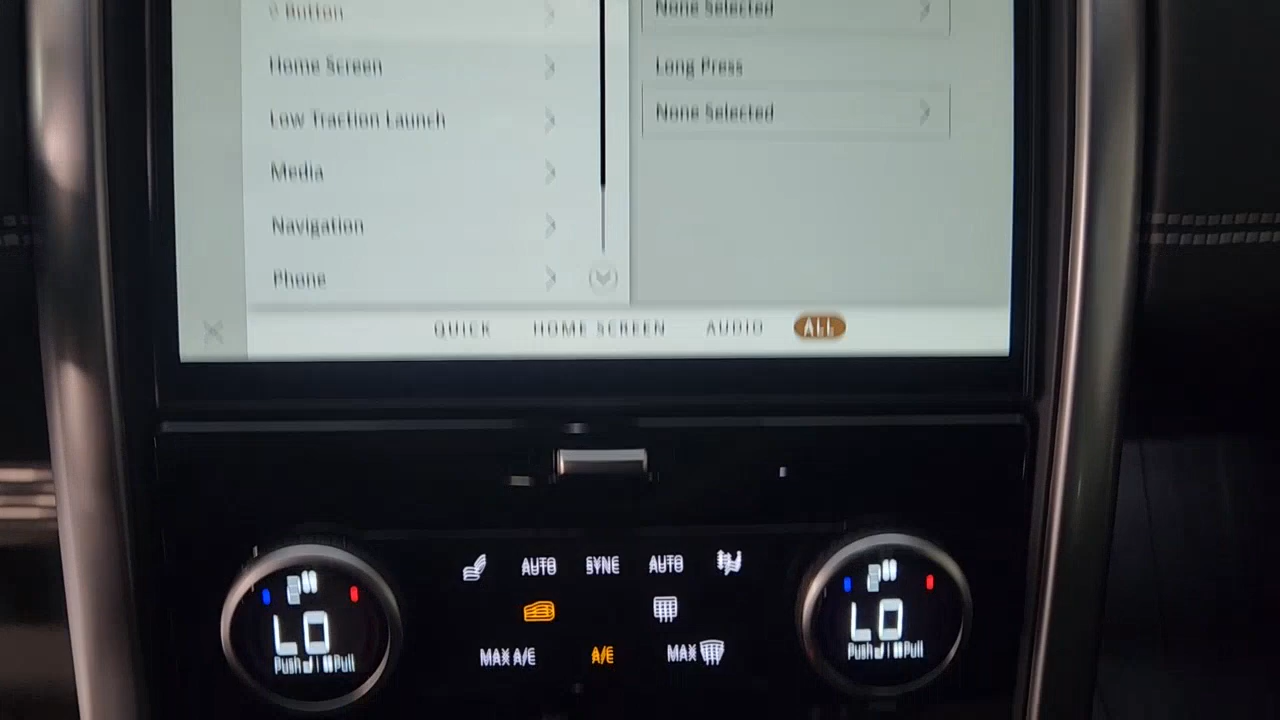 Button
None Selected
Home Screen
Long Press
Low Traction Launch
None Selected
Media
Navigation
Phone
QUICK
HOME SCREEN
AUDIO
ALL
AUTO
SYNC
AUTO
LO
Push
Pull
LO
Push
Pull
MAX A/C
A/C
MAX